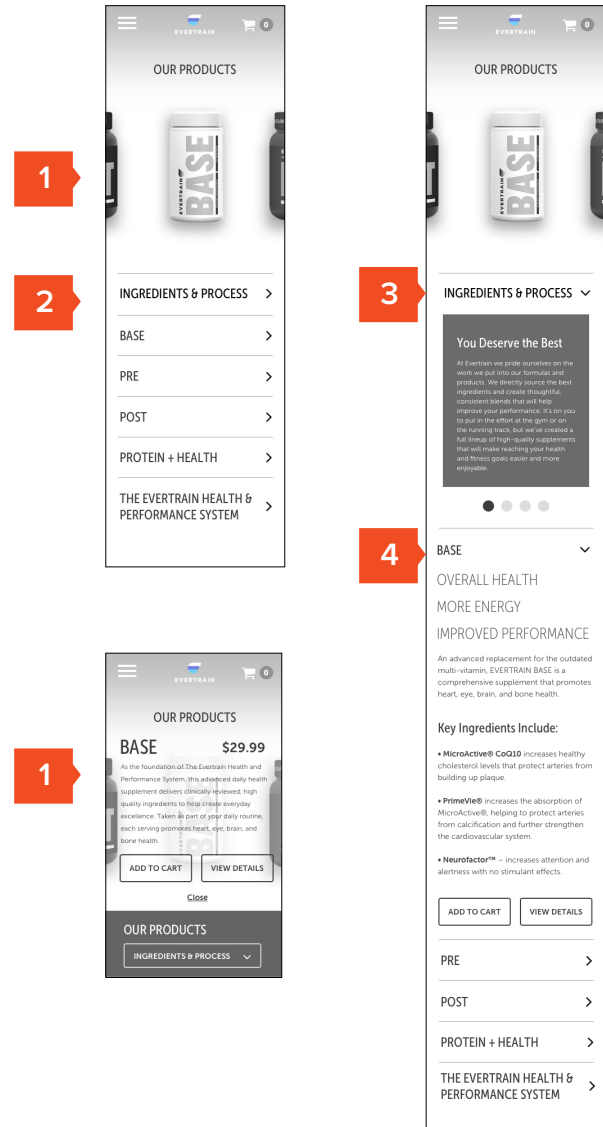 EVERTRAIN
0
OUR PRODUCTS
EVERTRAIN
BASE
1
2
INGREDIENTS & PROCESS
BASE
PRE
POST
PROTEIN + HEALTH
THE EVERTRAIN HEALTH &
PERFORMANCE SYSTEM
1
EVERTRAIN
0
OUR PRODUCTS
BASE $29.99
As the foundation of The Evertrain Health and
Performance System, this advanced daily health
supplement delivers clinically reviewed, high
quality ingredients to help create everyday
excellence. Taken as part of your daily routine,
each serving promotes heart, eye, brain, and
bone health.
ADD TO CART VIEW DETAILS
Close
OUR PRODUCTS
INGREDIENTS & PROCESS
EVERTRAIN
0
OUR PRODUCTS
EVERTRAIN
BASE
3
INGREDIENTS & PROCESS
You Deserve the Best
At Evertrain we pride ourselves on the
work we put into our formulas and
products. We directly source the best
ingredients and create thoughtful,
consistent blends that will help
improve your performance. It's on you
to put in the effort at the gym or on
the running track, but we've created a
full lineup of high-quality supplements
that will make reaching your health
and fitness goals easier and more
enjoyable.
4
BASE
OVERALL HEALTH
MORE ENERGY
IMPROVED PERFORMANCE
An advanced replacement for the outdated
multi-vitamin, EVERTRAIN BASE is a
comprehensive supplement that promotes
heart, eye, brain, and bone health.
Key Ingredients Include:
• MicroActive® CoQ10 increases healthy
cholesterol levels that protect arteries from
building up plaque.
• PrimeVie® increases the absorption of
MicroActive®, helping to protect arteries
from calcification and further strengthen
the cardiovascular system.
• Neurofactor™ – increases attention and
alertness with no stimulant effects.
ADD TO CART VIEW DETAILS
PRE
POST
PROTEIN + HEALTH
THE EVERTRAIN HEALTH &
PERFORMANCE SYSTEM